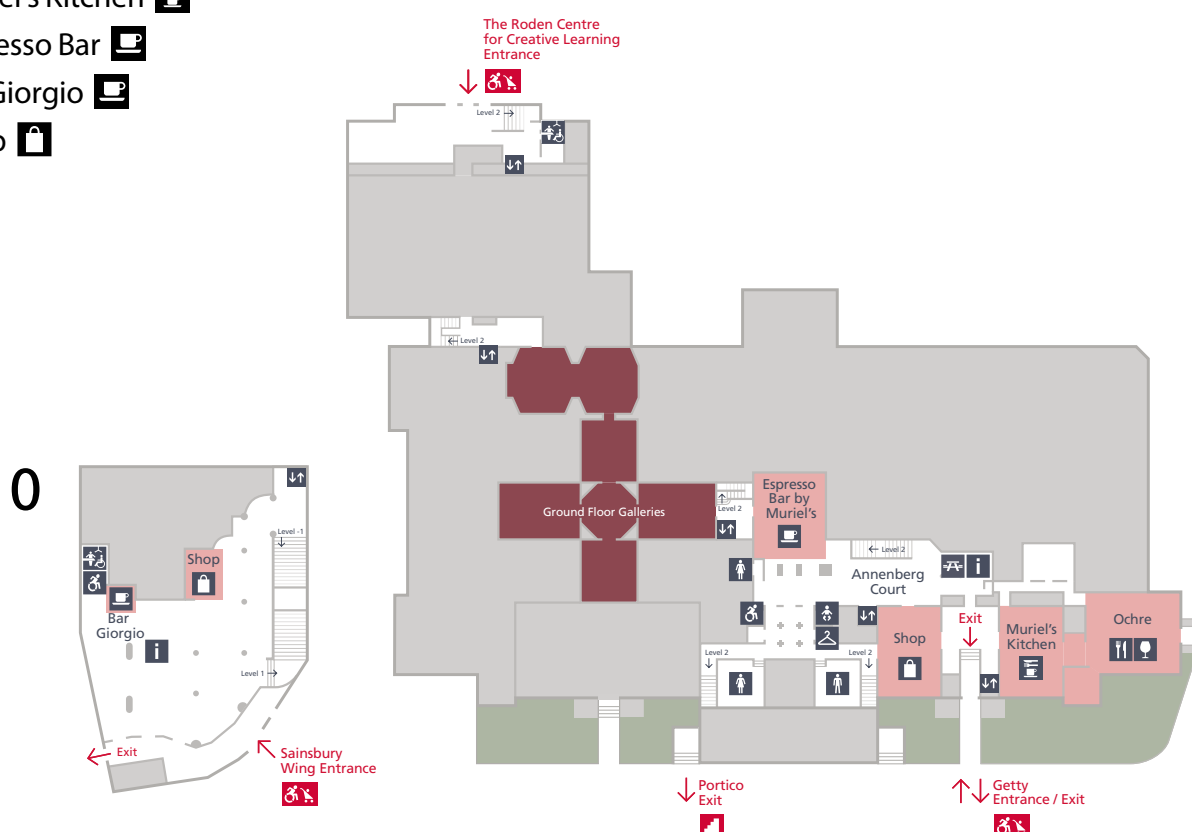 Kitchen
Bar
Giorgio
0
The Roden Centre
for Creative Learning
Entrance
Level 2
Level 2
Ground Floor Galleries
Level 2
Espresso
Bar by
Muriel's
Level 2
Annenberg
Court
Level 2
Level 2
Shop
Exit
Muriel's
Kitchen
Ochre
Shop
Level -1
Bar
Giorgio
i
i
Level 1
Exit
Sainsbury
Wing Entrance
Portico
Exit
Getty
Entrance / Exit